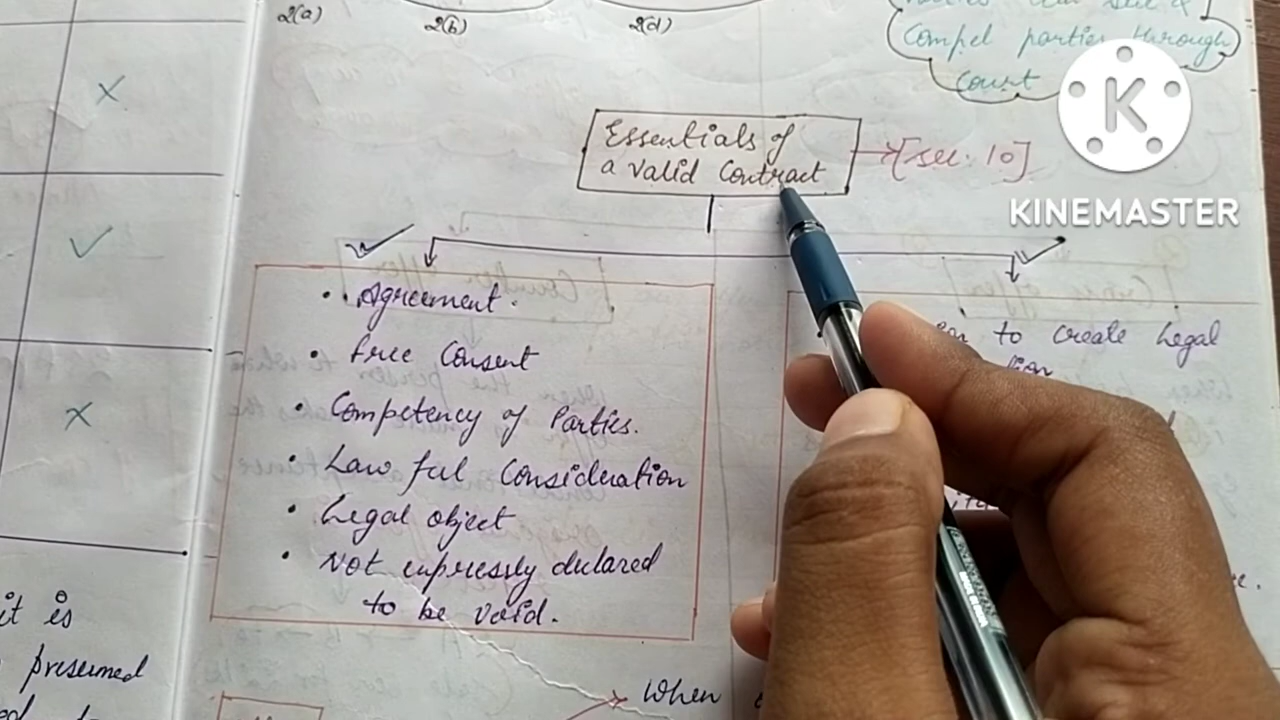 2(a)
2(b)
2(d)
Compel parties through
Court
Essentials of
a valid Contract
[sec. 10]
KINEMASTER
• Agreement.
• Free Consent
• Competency of Parties.
• Lawful Consideration
• Legal object
• Not expressly declared
to be void.
to create Legal
it is
presumed
When